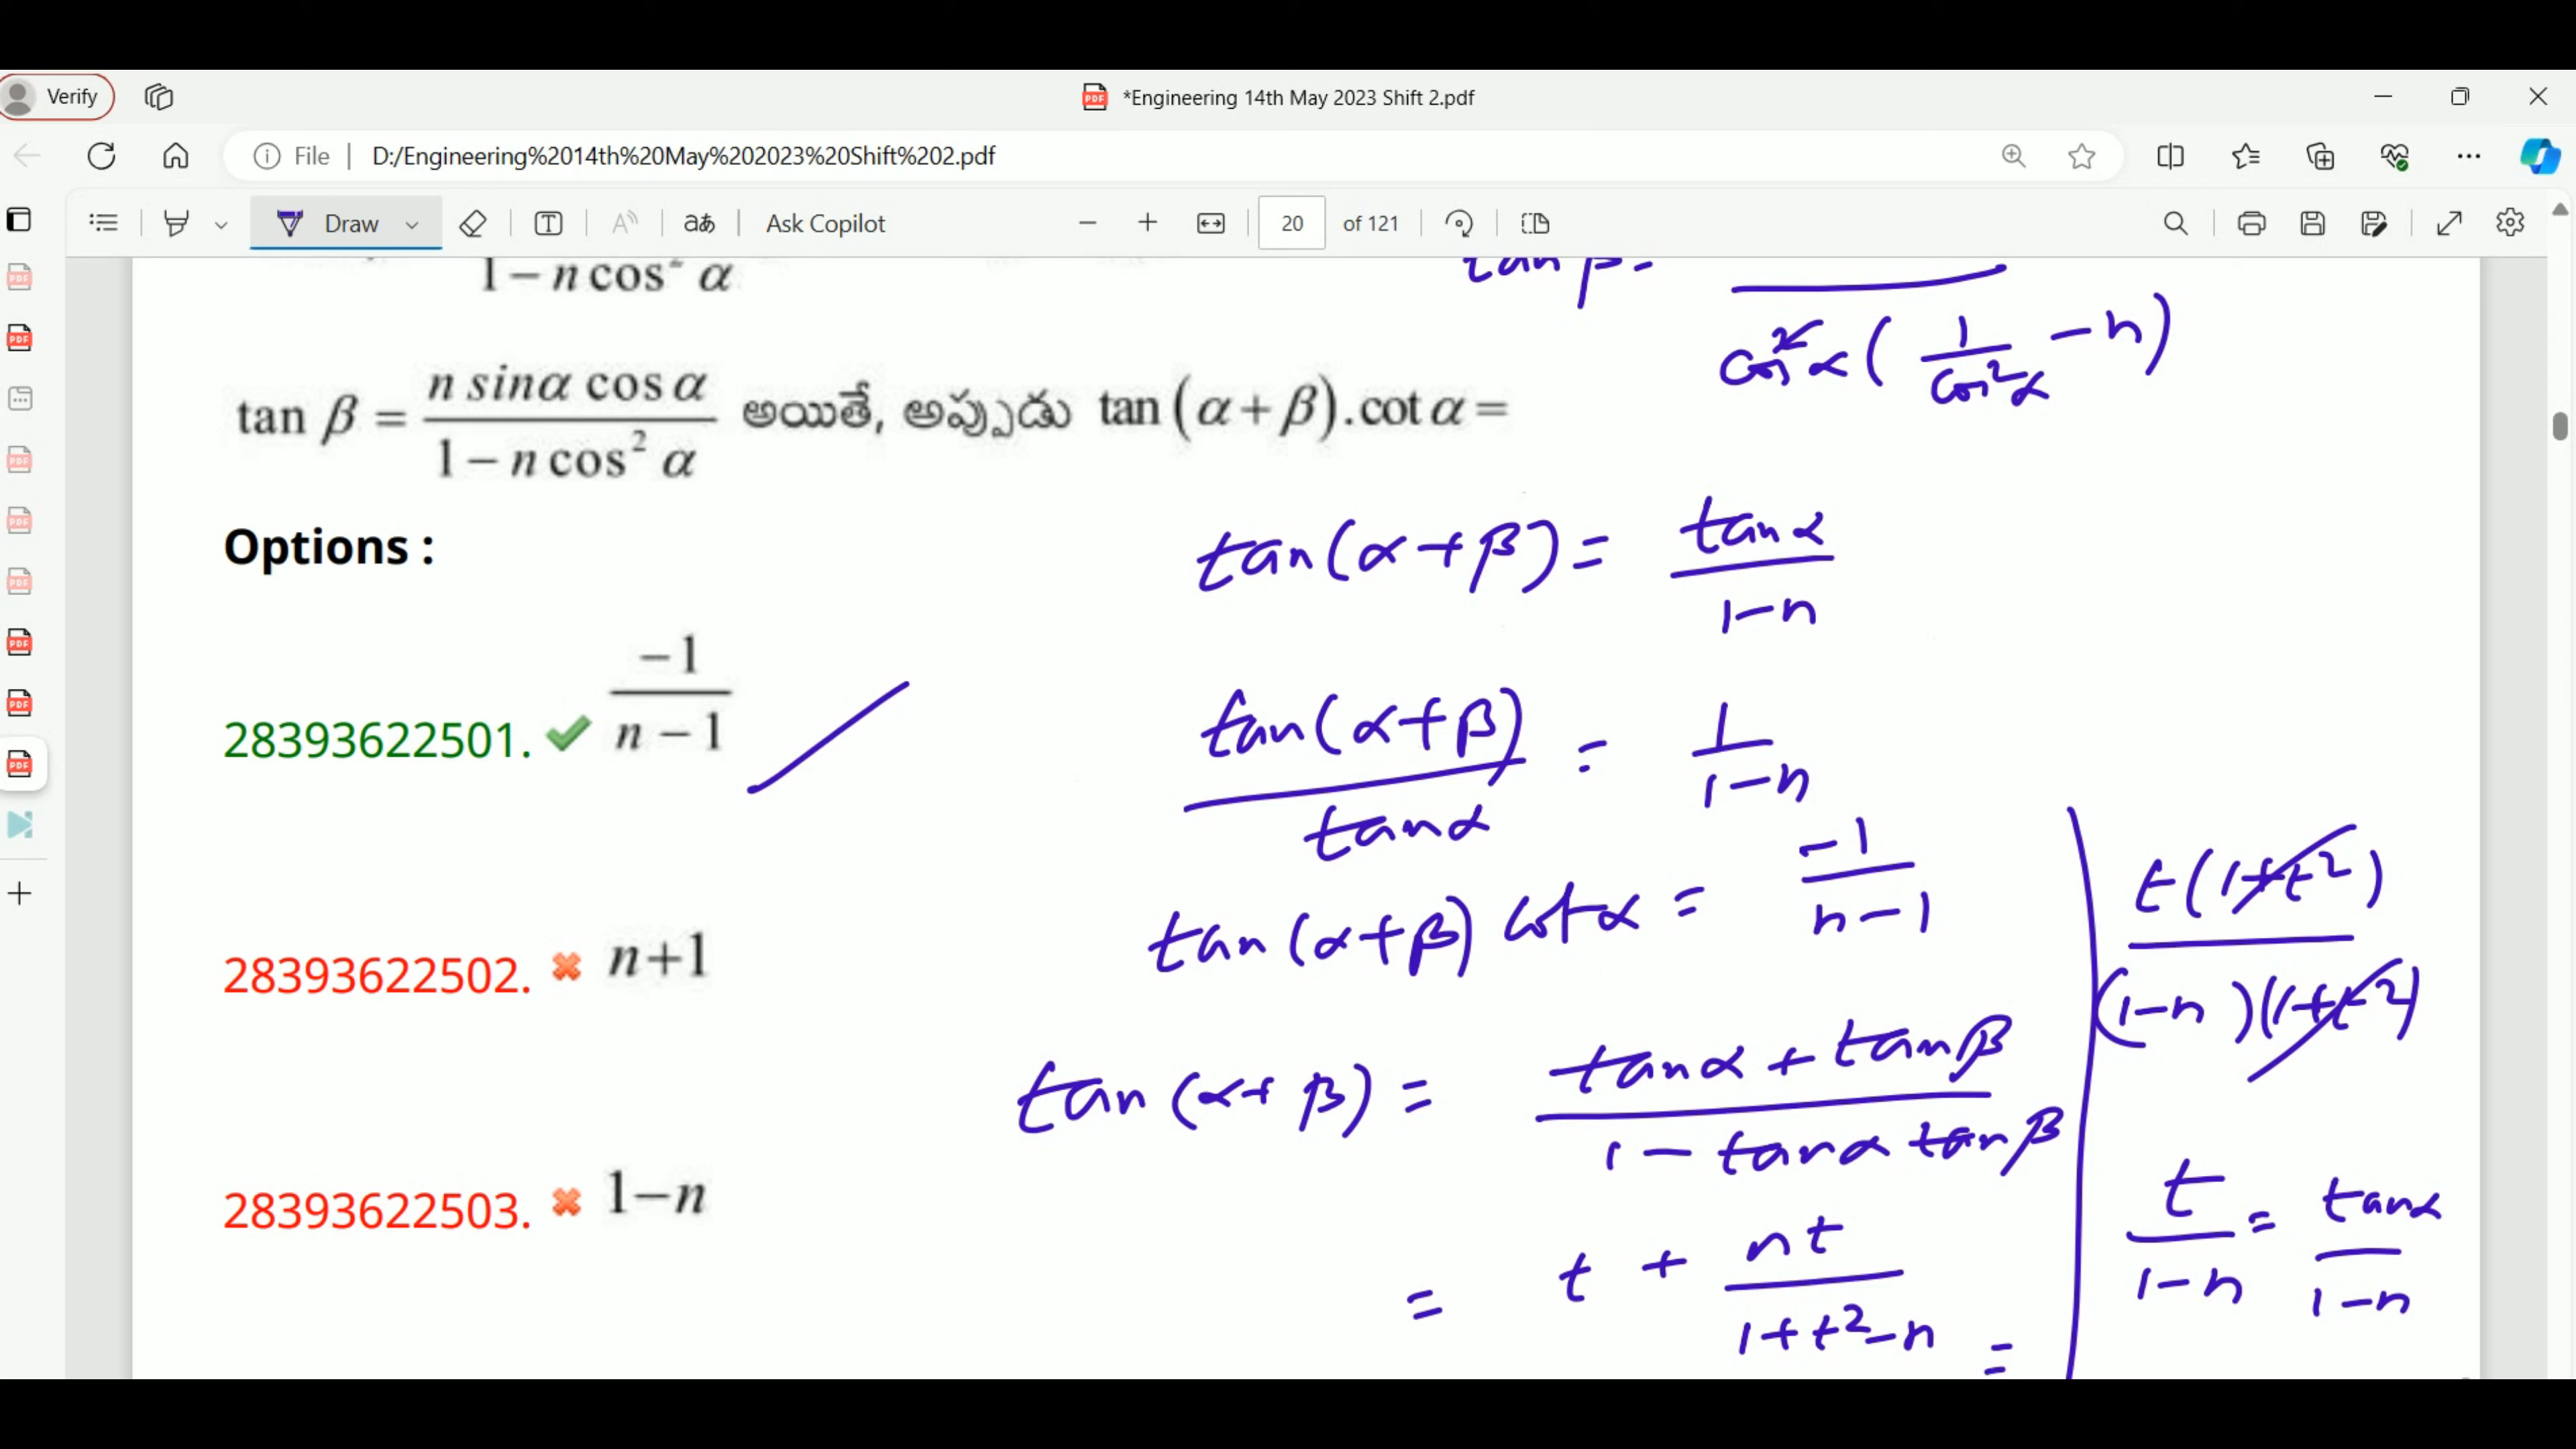 Verify
*Engineering 14th May 2023 Shift 2.pdf
File | D:/Engineering%2014th%20May%202023%20Shift%202.pdf
Draw
Ask Copilot
20 of 121
1 − n cos² α
tan β =
cos²α ( 1/cos²α − n)
tan β = n sinα cos α / 1 − n cos² α అయితే, అప్పుడు tan (α + β).cot α =
Options :
tan(α+β) = tanα / 1−n
28393622501. ✔ −1 / n − 1
tan(α+β) / tanα = 1 / 1−n
tan(α+β) cotα = −1 / n−1
28393622502. ✖ n+1
tan(α+β) = tanα + tanβ / 1 − tanα tanβ
28393622503. ✖ 1−n
= t + nt / 1+t²−n =
t(1+t²) / (1−n)(1+t²)
t / 1−n = tanα / 1−n